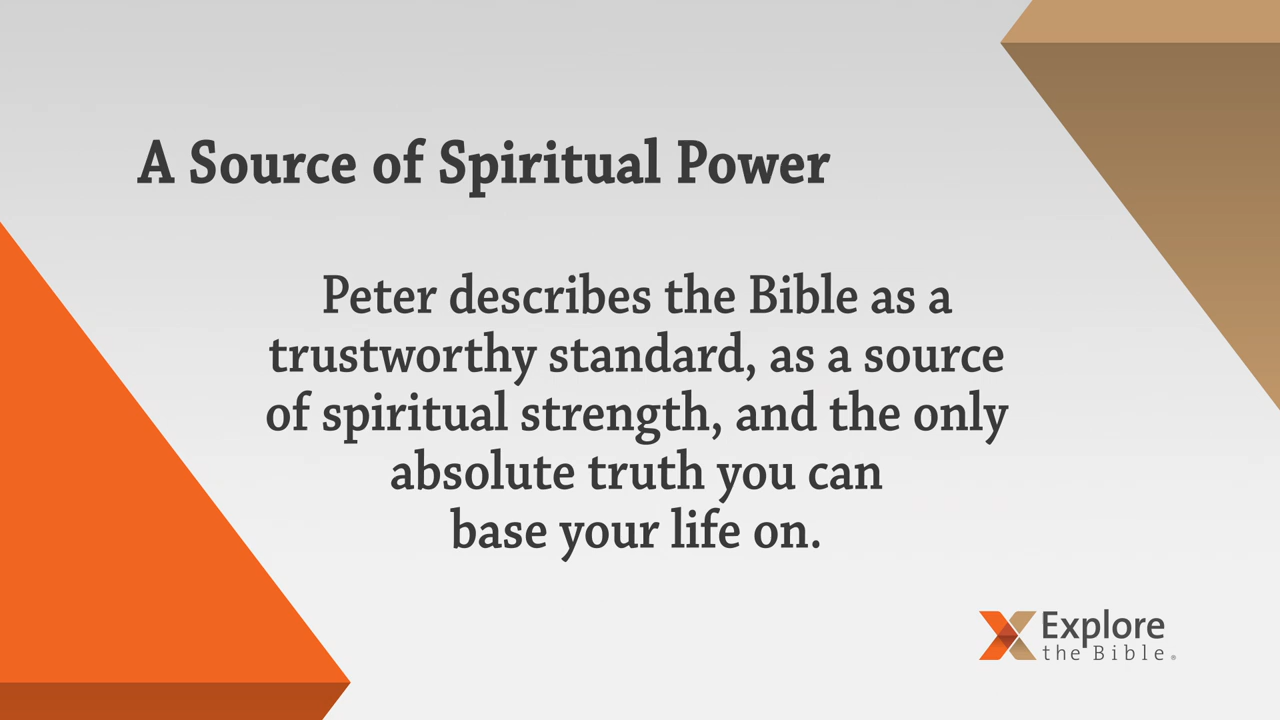 A Source of Spiritual Power
Peter describes the Bible as a
trustworthy standard, as a source
of spiritual strength, and the only
absolute truth you can
base your life on.
Explore
the Bible®